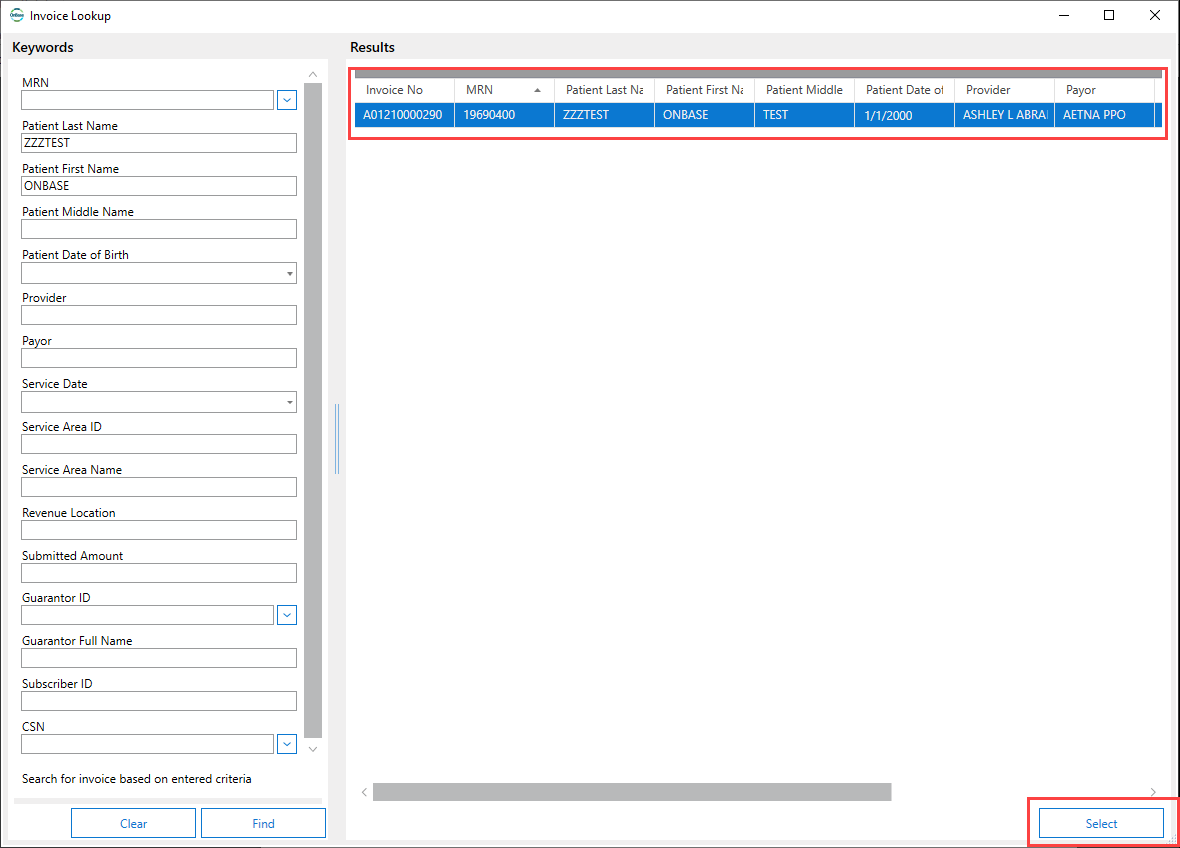 Invoice Lookup
Keywords
MRN
Patient Last Name
ZZZTEST
Patient First Name
ONBASE
Patient Middle Name
Patient Date of Birth
Provider
Payor
Service Date
Service Area ID
Service Area Name
Revenue Location
Submitted Amount
Guarantor ID
Guarantor Full Name
Subscriber ID
CSN
Search for invoice based on entered criteria
Clear Find
Results
Invoice No MRN Patient Last Na Patient First Na Patient Middle Patient Date of Provider Payor
A01210000290 19690400 ZZZTEST ONBASE TEST 1/1/2000 ASHLEY L ABRA AETNA PPO
Select